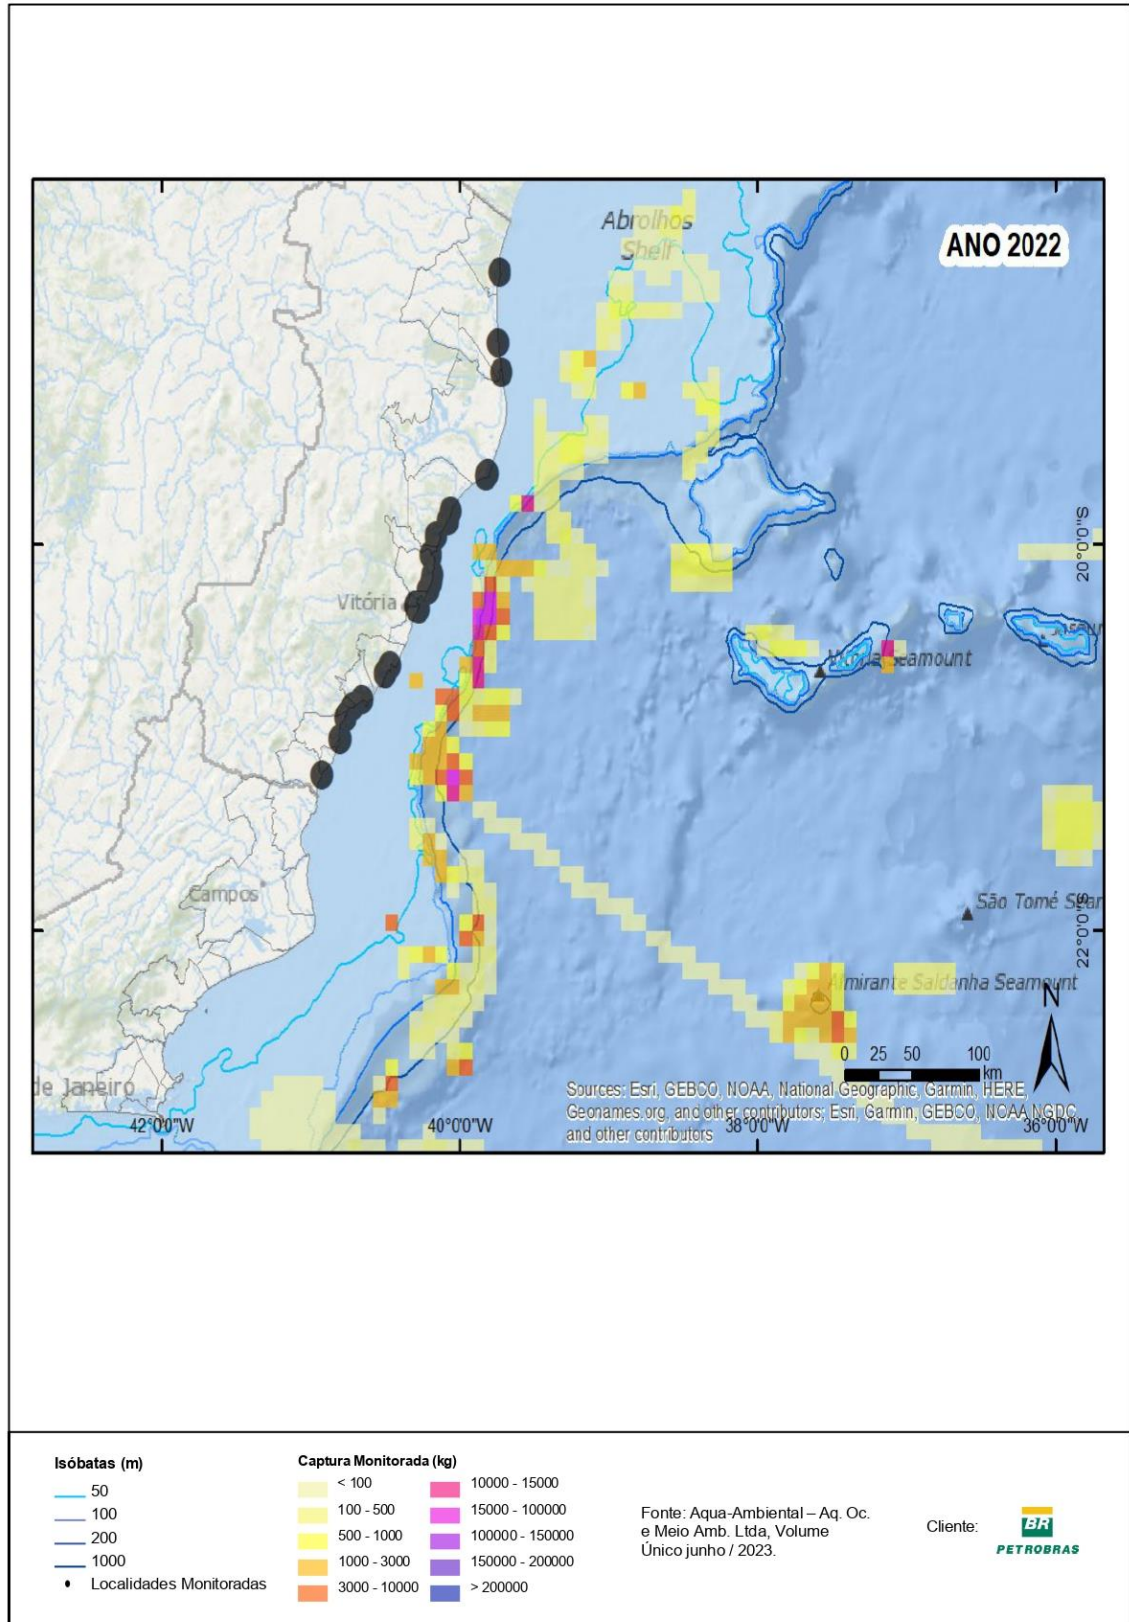 Abrolhos
Shelf
ANO 2022
20°0'0"S
Vitória
Seamount
Campos
São Tomé
22°0'0"S
Almirante Saldanha Seamount
N
0 25 50 100
km
de Janeiro
Sources: Esri, GEBCO, NOAA, National Geographic, Garmin, HERE,
Geonames.org, and other contributors; Esri, Garmin, GEBCO, NOAA NGDC,
and other contributors
42°0'0"W
40°0'0"W
38°0'0"W
36°0'0"W
Isóbatas (m)
50
100
200
1000
Localidades Monitoradas
Captura Monitorada (kg)
< 100
100 - 500
500 - 1000
1000 - 3000
3000 - 10000
10000 - 15000
15000 - 100000
100000 - 150000
150000 - 200000
> 200000
Fonte: Aqua-Ambiental – Aq. Oc.
e Meio Amb. Ltda, Volume
Único junho / 2023.
Cliente:
BR
PETROBRAS